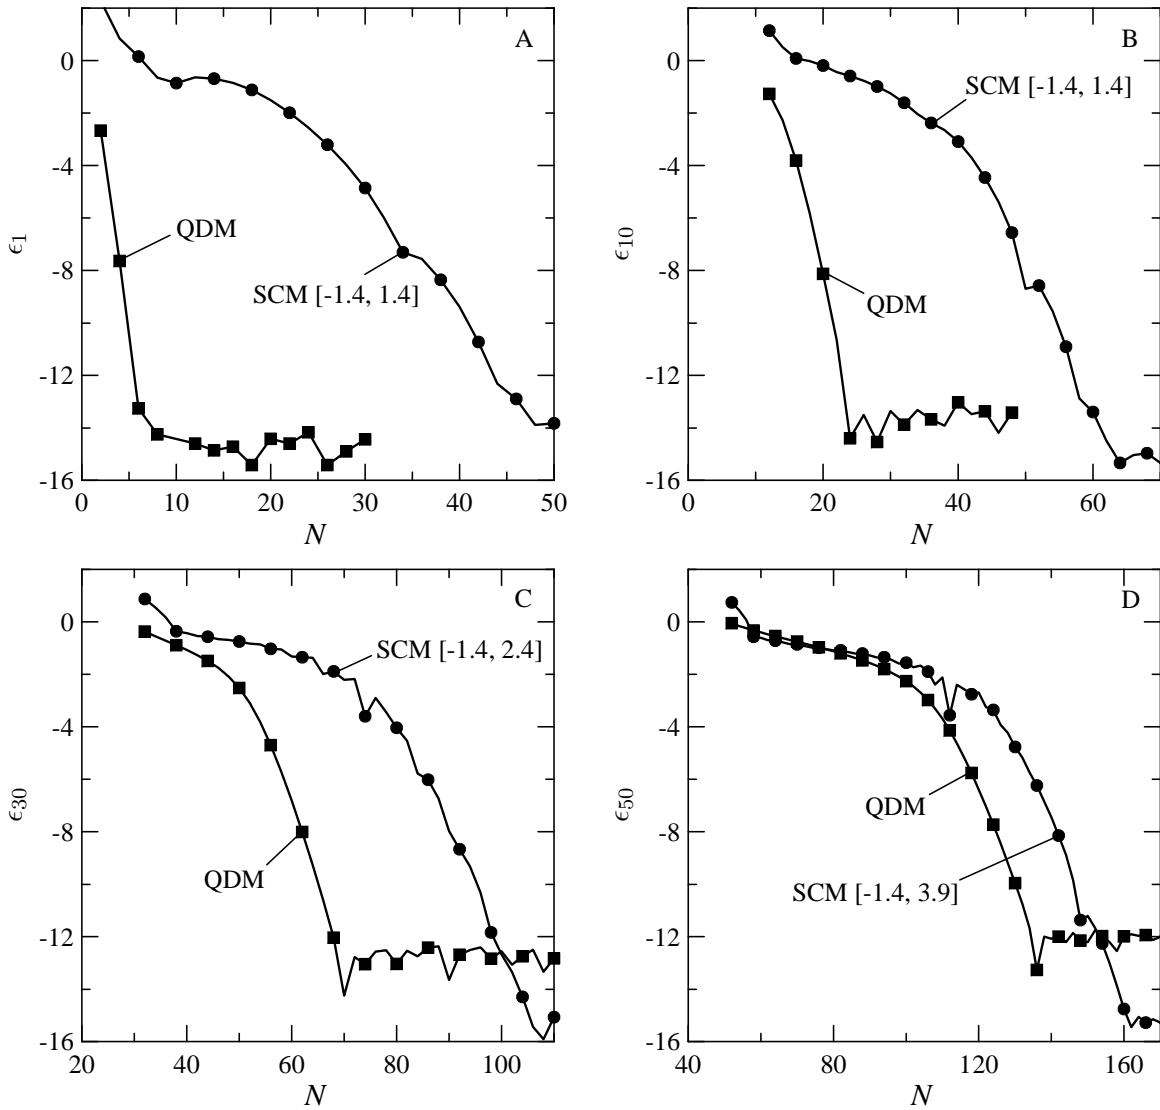 A
0
-4
-8
-12
-16
ϵ1
QDM
SCM [-1.4, 1.4]
0 10 20 30 40 50
N
B
0
-4
-8
-12
-16
ϵ10
SCM [-1.4, 1.4]
QDM
20 40 60
N
C
0
-4
-8
-12
-16
ϵ30
SCM [-1.4, 2.4]
QDM
20 40 60 80 100
N
D
0
-4
-8
-12
-16
ϵ50
QDM
SCM [-1.4, 3.9]
40 80 120 160
N